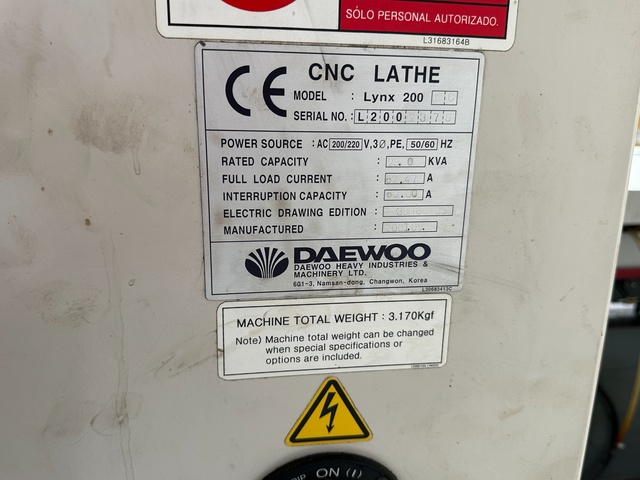 SÓLO PERSONAL AUTORIZADO.
L31683164B
CE CNC LATHE
MODEL : Lynx 200
SERIAL NO. : L200
POWER SOURCE : AC 200/220 V, 3Ø, PE, 50/60 HZ
RATED CAPACITY : KVA
FULL LOAD CURRENT : A
INTERRUPTION CAPACITY : A
ELECTRIC DRAWING EDITION :
MANUFACTURED :
DAEWOO
DAEWOO HEAVY INDUSTRIES &
MACHINERY LTD.
601-3, Namsan-dong, Changwon, Korea
L30683413C
MACHINE TOTAL WEIGHT : 3.170Kgf
Note) Machine total weight can be changed
when special specifications or
options are included.
ON (I)